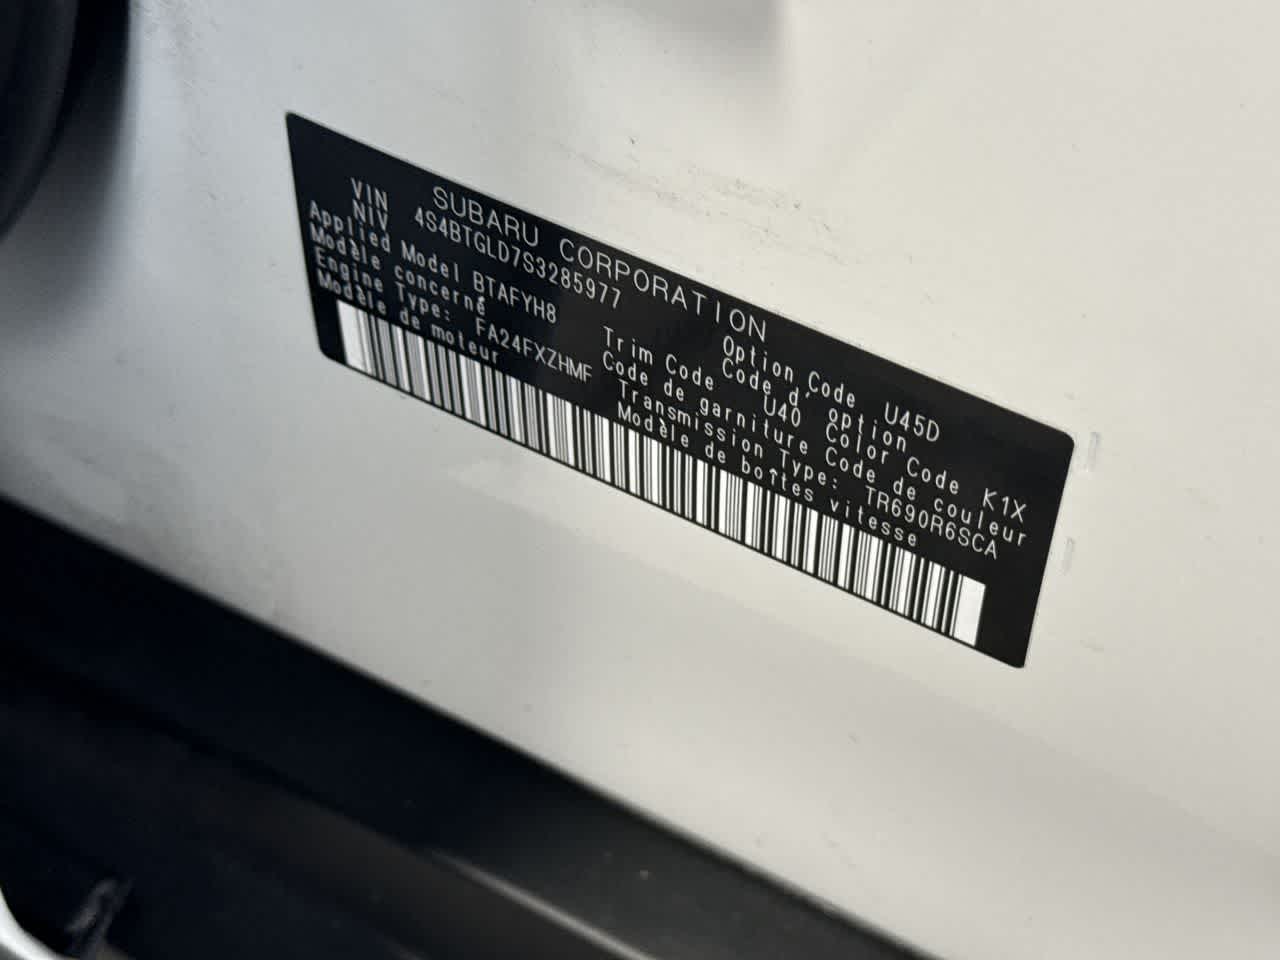 SUBARU CORPORATION
VIN
NIV 4S4BTGLD7S3285977
Applied Model BTAFYH8
Modèle concerné
Engine Type: FA24FXZHMF
Modèle de moteur
Option Code U45D
Code d' option
Trim Code U40 Color Code K1X
Code de garniture Code de couleur
Transmission Type: TR690R6SCA
Modèle de boîtes vitesse